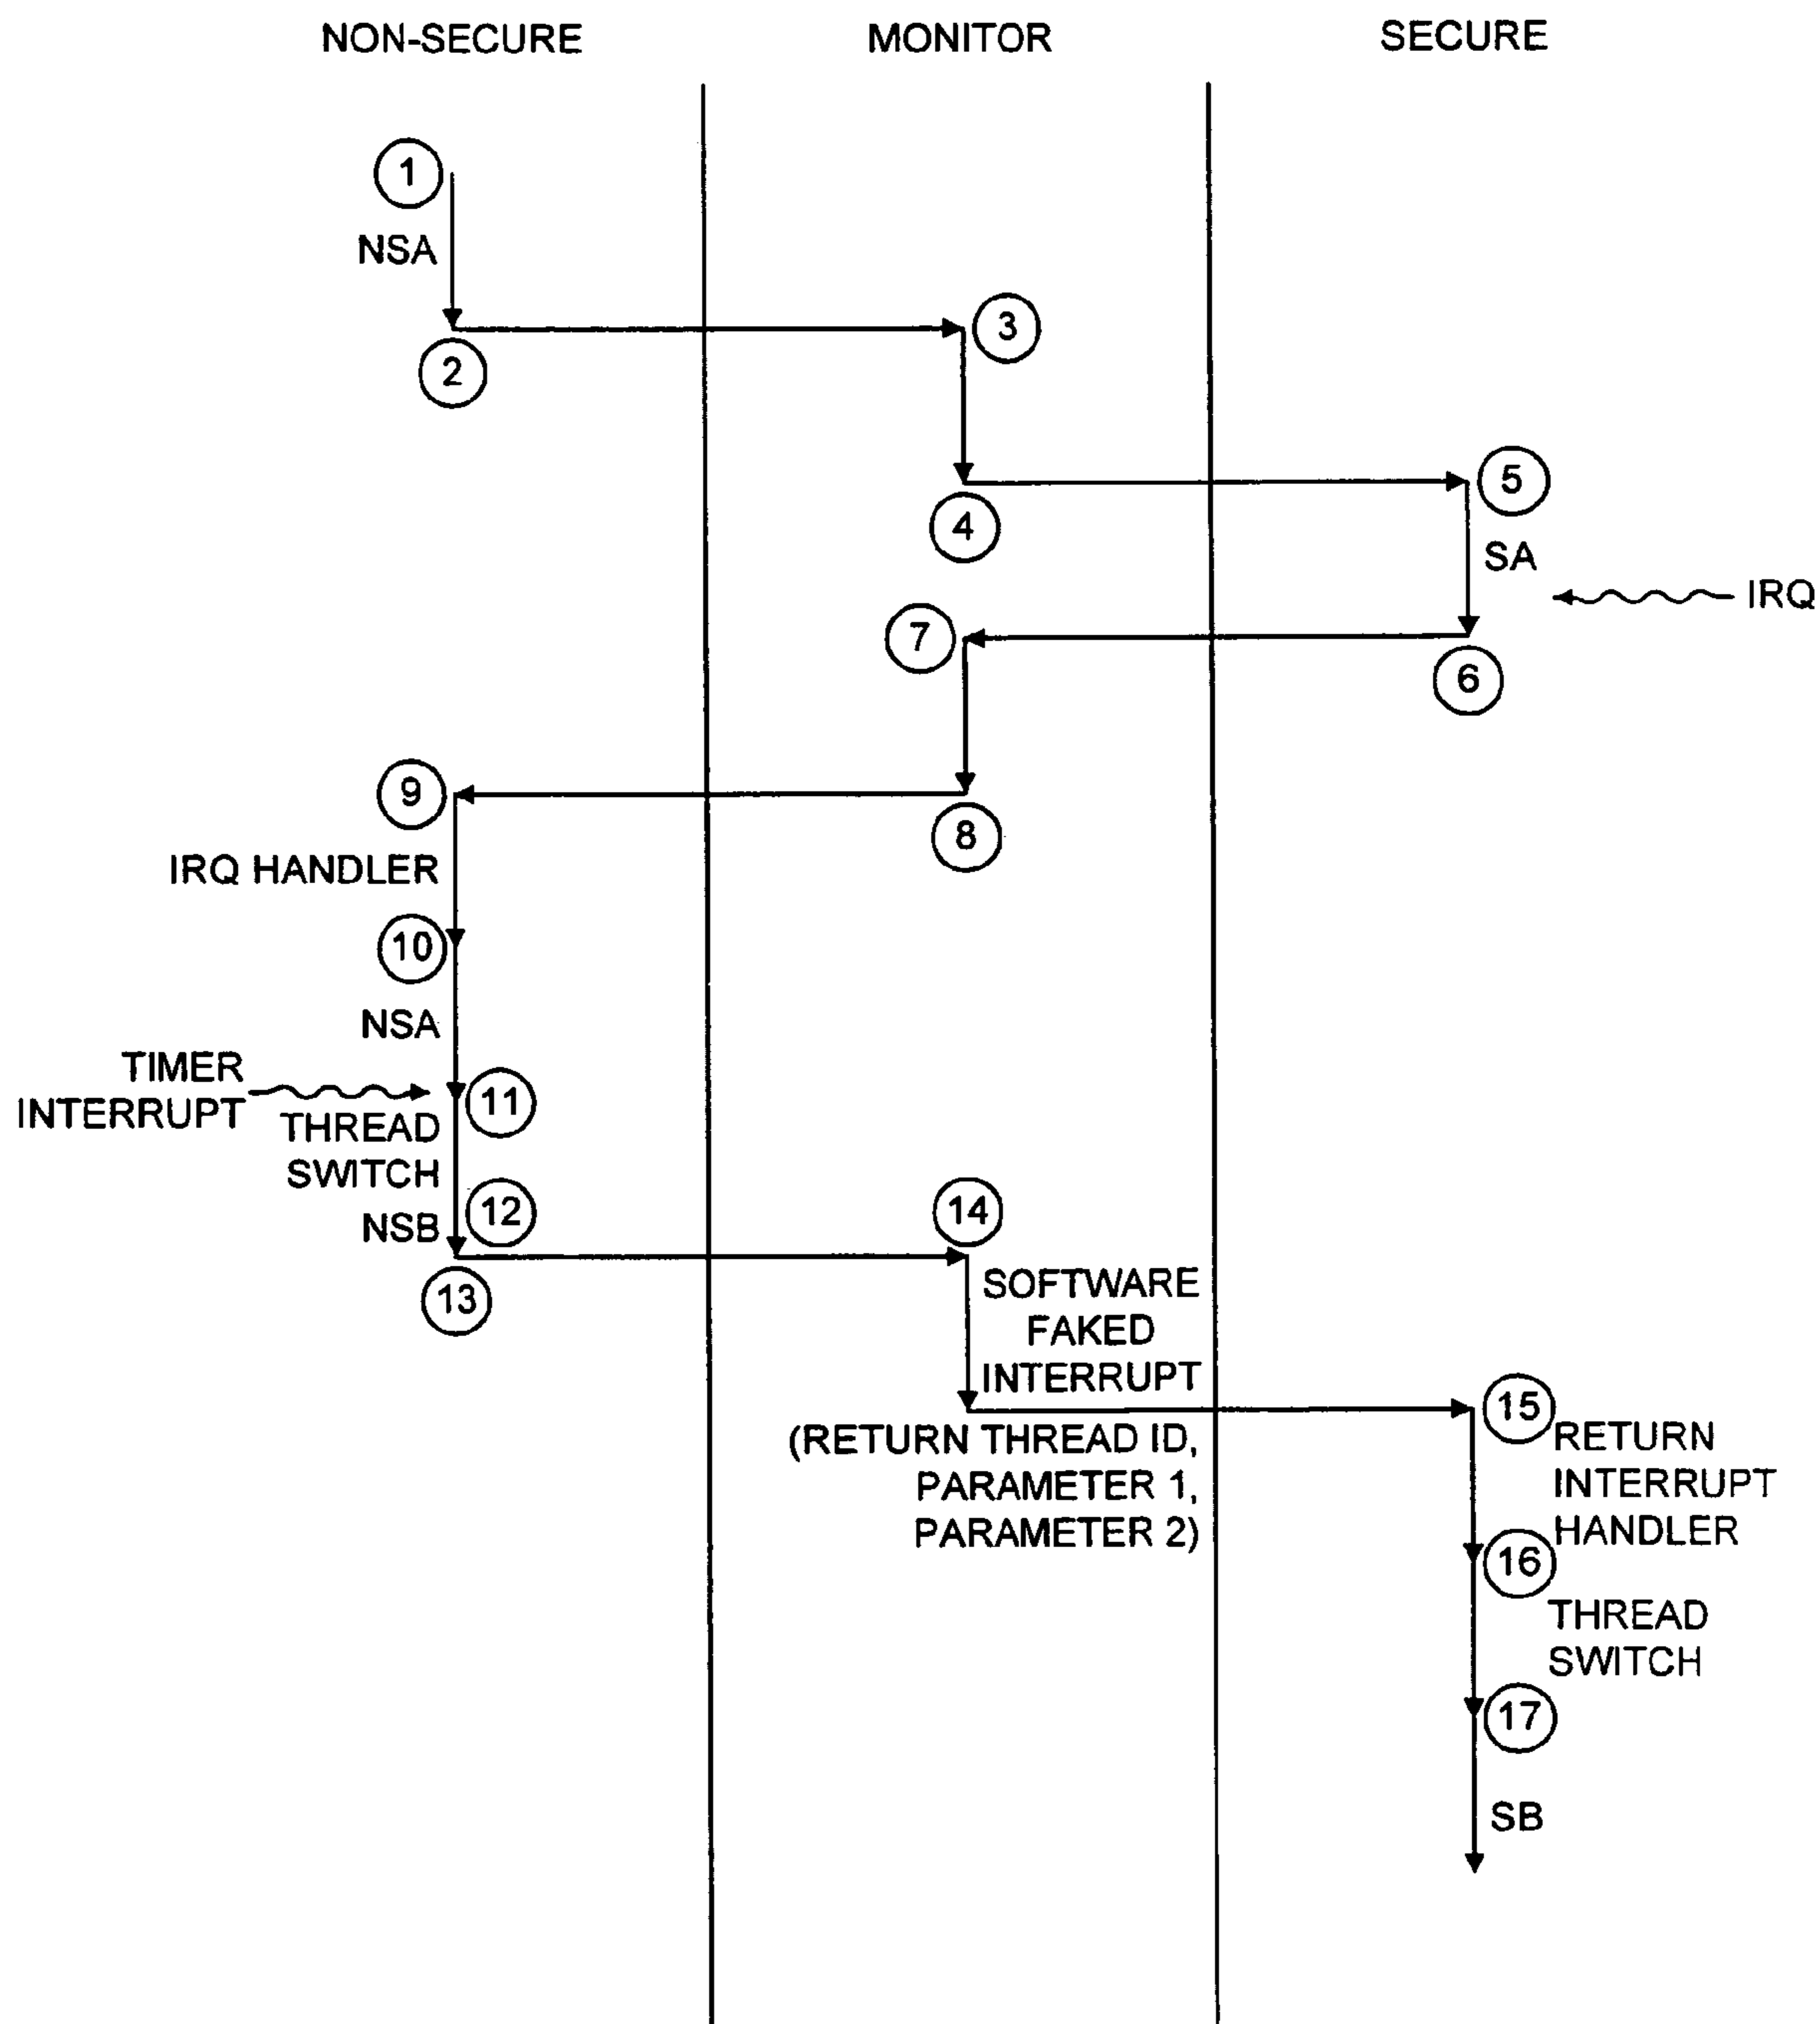 NON-SECURE MONITOR SECURE
1
NSA
2
3
4
5
SA
IRQ
6
7
8
9
IRQ HANDLER
10
NSA
TIMER
INTERRUPT
11
THREAD
SWITCH
12
NSB
13
14
SOFTWARE
FAKED
INTERRUPT
(RETURN THREAD ID,
PARAMETER 1,
PARAMETER 2)
15
RETURN
INTERRUPT
HANDLER
16
THREAD
SWITCH
17
SB